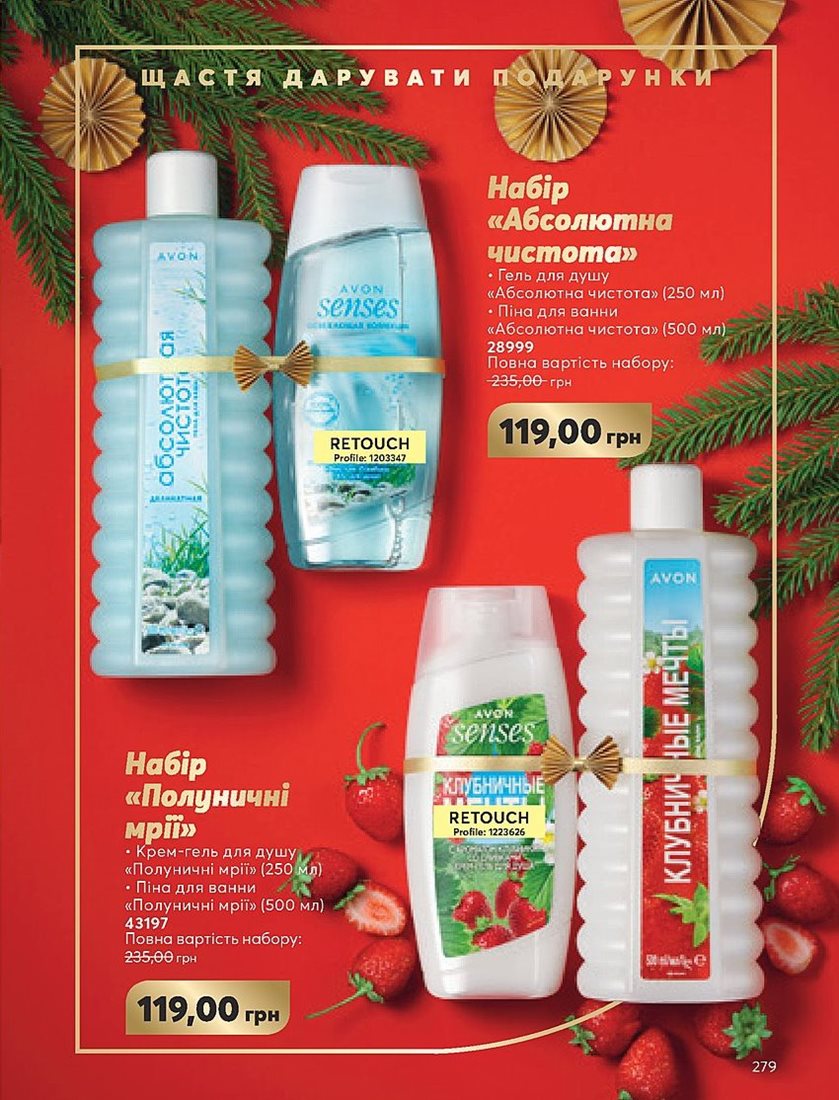 ЩАСТЯ ДАРУВАТИ ПОДАРУНКИ
Набір
«Абсолютна
чистота»
• Гель для душу
«Абсолютна чистота» (250 мл)
• Піна для ванни
«Абсолютна чистота» (500 мл)
28999
Повна вартість набору:
235,00 грн
119,00 грн
AVON
абсолютная
чистота
деликатная
AVON
senses
RETOUCH
Profile: 1203347
AVON
КЛУБНИЧНЫЕ МЕЧТЫ
500 ml/мл/℮
AVON
senses
КЛУБНИЧНЫЕ
RETOUCH
Profile: 1223626
Набір
«Полуничні
мрії»
• Крем-гель для душу
«Полуничні мрії» (250 мл)
• Піна для ванни
«Полуничні мрії» (500 мл)
43197
Повна вартість набору:
235,00 грн
119,00 грн
279